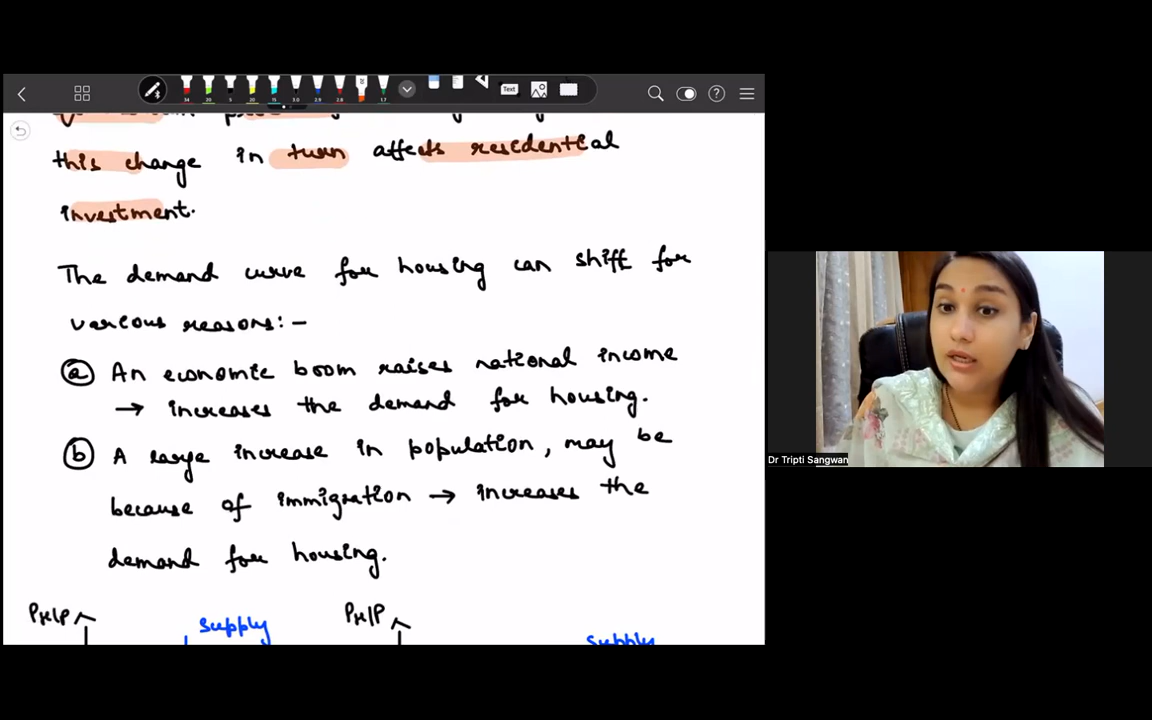 this change in turn affects residential
investment.
The demand curve for housing can shift for
various reasons:-
(a) An economic boom raises national income
→ increases the demand for housing.
(b) A large increase in population, may be
because of immigration → increases the
demand for housing.
PH/P
Supply
PH/P
Supply
Text
Dr Tripti Sangwan